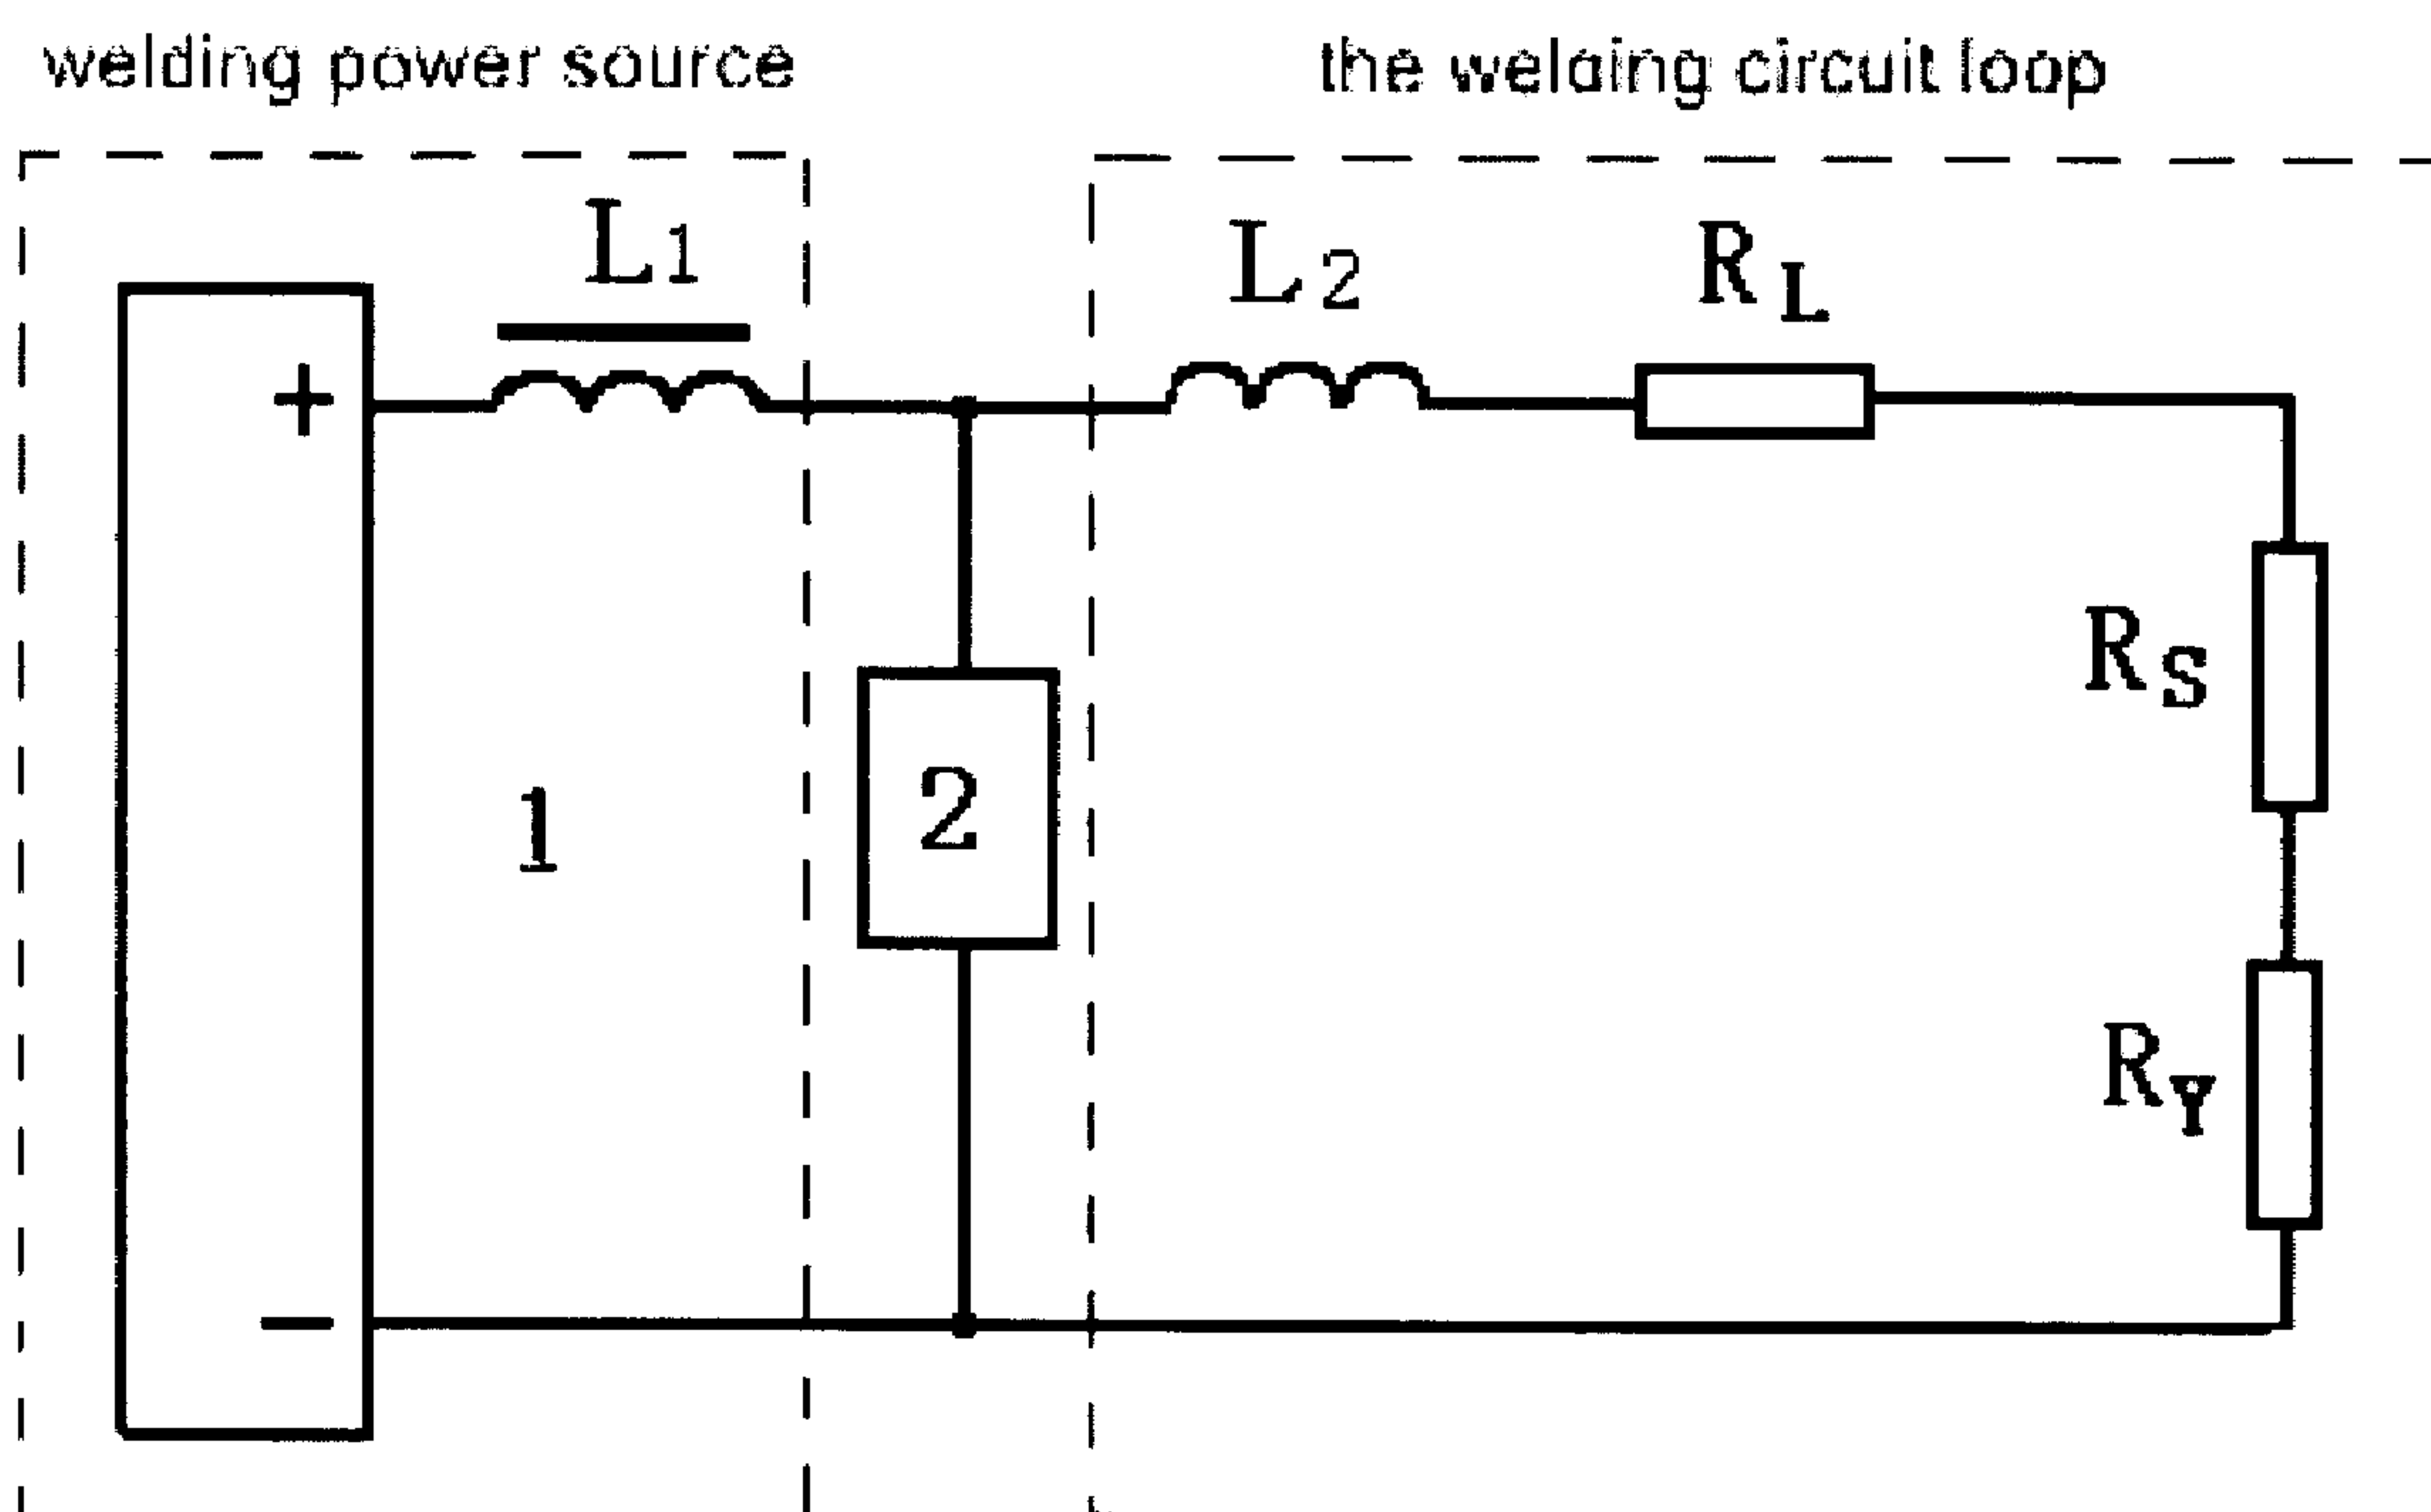 welding power source
the welding circuit loop
L1
L2
RL
+
RS
1
2
RY
−